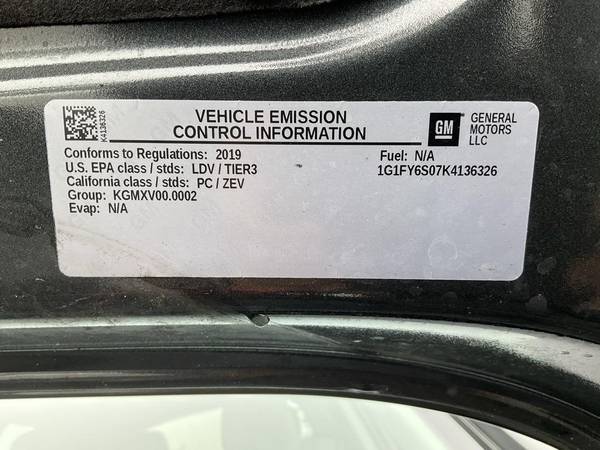 K4136326
VEHICLE EMISSION
CONTROL INFORMATION
GM
GENERAL
MOTORS
LLC
Conforms to Regulations: 2019
U.S. EPA class / stds: LDV / TIER3
California class / stds: PC / ZEV
Group: KGMXV00.0002
Evap: N/A
Fuel: N/A
1G1FY6S07K4136326